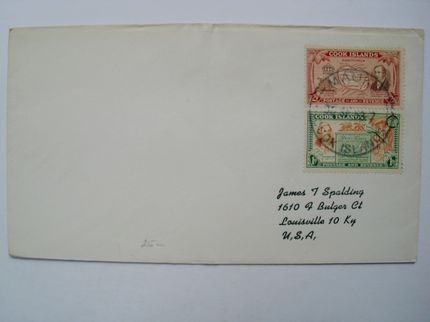 COOK ISLANDS
POSTAGE AND REVENUE
COOK ISLANDS
POSTAGE AND REVENUE
James T Spalding
1610 A Bulger Ct
Louisville 10 Ky
U,S,A,